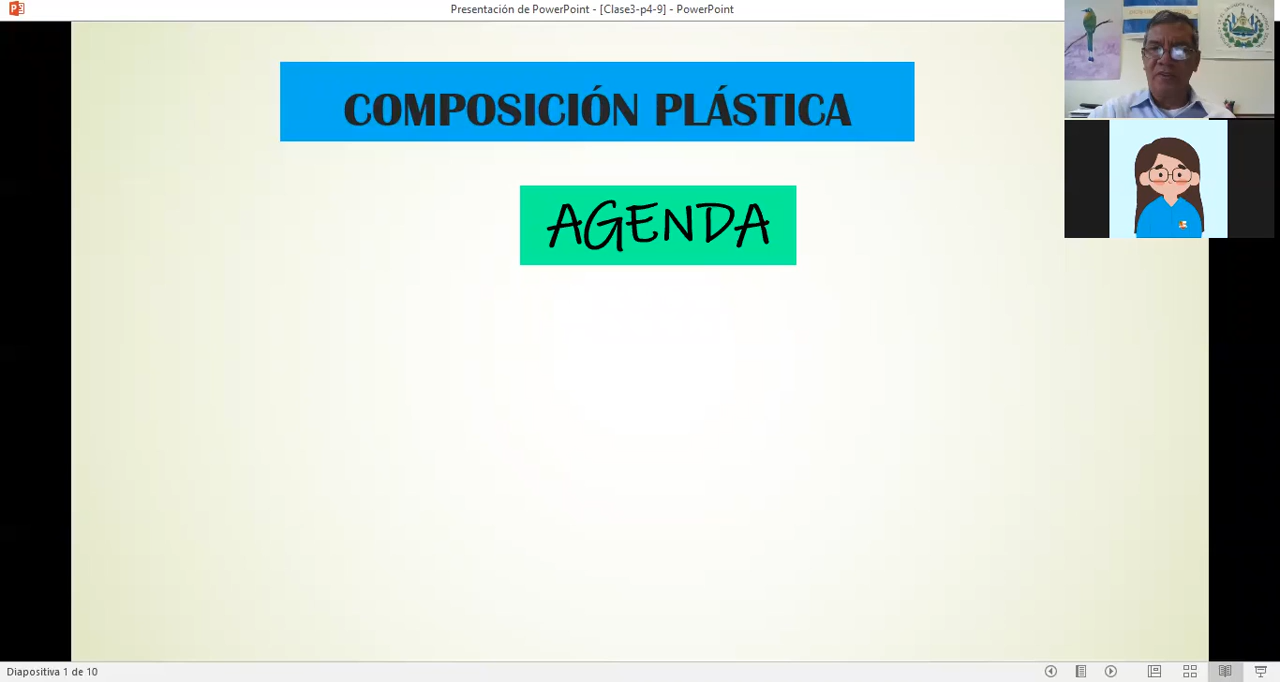 Presentación de PowerPoint - [Clase3-p4-9] - PowerPoint
COMPOSICIÓN PLÁSTICA
AGENDA
Diapositiva 1 de 10